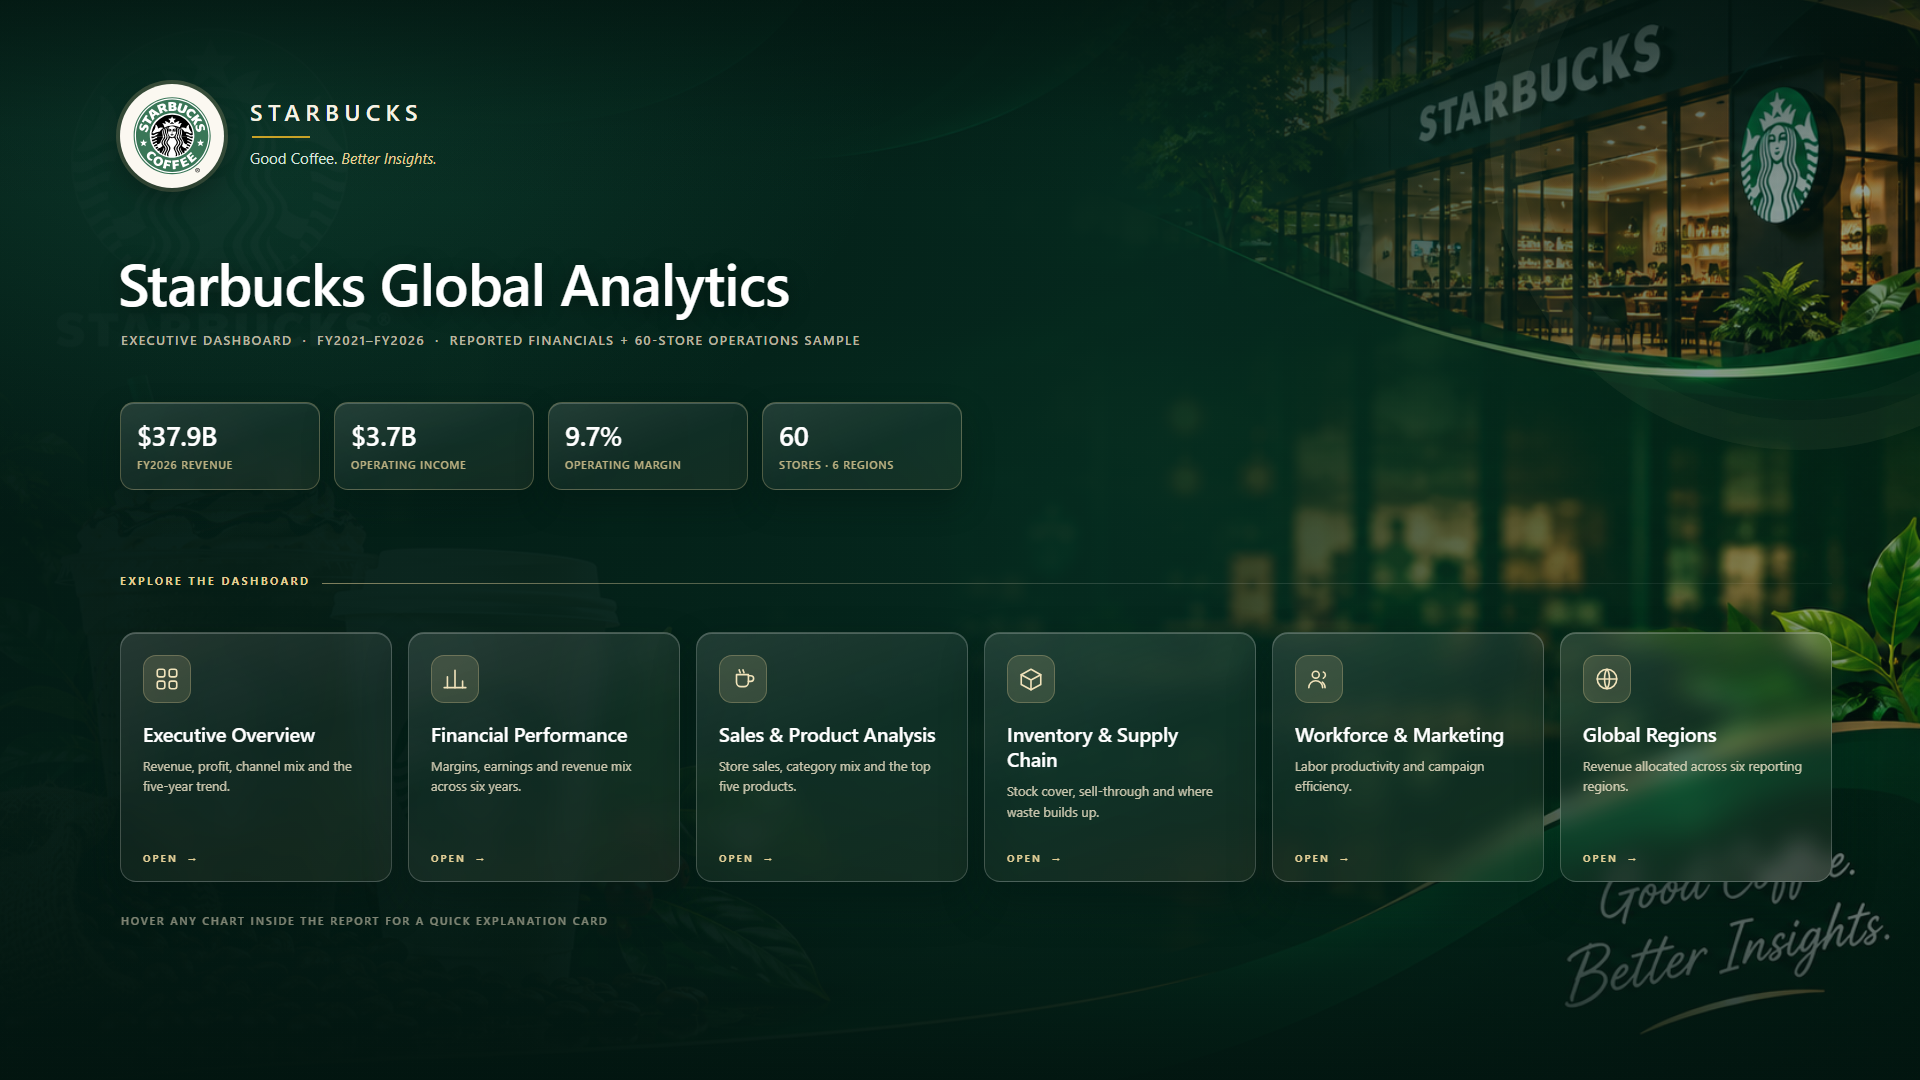 STARBUCKS
COFFEE
STARBUCKS
Good Coffee. Better Insights.
STARBUCKS
Starbucks Global Analytics
STARBUCKS
EXECUTIVE DASHBOARD · FY2021–FY2026 · REPORTED FINANCIALS + 60-STORE OPERATIONS SAMPLE
$37.9B
FY2026 REVENUE
$3.7B
OPERATING INCOME
9.7%
OPERATING MARGIN
60
STORES · 6 REGIONS
EXPLORE THE DASHBOARD
Executive Overview
Revenue, profit, channel mix and the
five-year trend.
OPEN →
Financial Performance
Margins, earnings and revenue mix
across six years.
OPEN →
Sales & Product Analysis
Store sales, category mix and the top
five products.
OPEN →
Inventory & Supply
Chain
Stock cover, sell-through and where
waste builds up.
OPEN →
Workforce & Marketing
Labor productivity and campaign
efficiency.
OPEN →
Global Regions
Revenue allocated across six reporting
regions.
OPEN →
HOVER ANY CHART INSIDE THE REPORT FOR A QUICK EXPLANATION CARD
Good Coffee.
Better Insights.